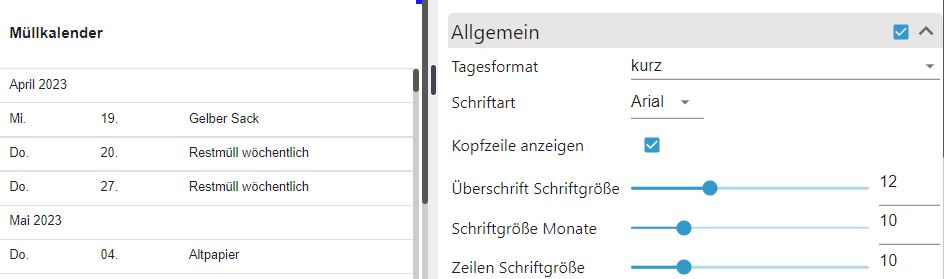 Müllkalender
April 2023
Mi. 19. Gelber Sack
Do. 20. Restmüll wöchentlich
Do. 27. Restmüll wöchentlich
Mai 2023
Do. 04. Altpapier
Allgemein
Tagesformat kurz
Schriftart Arial
Kopfzeile anzeigen
Überschrift Schriftgröße 12
Schriftgröße Monate 10
Zeilen Schriftgröße 10